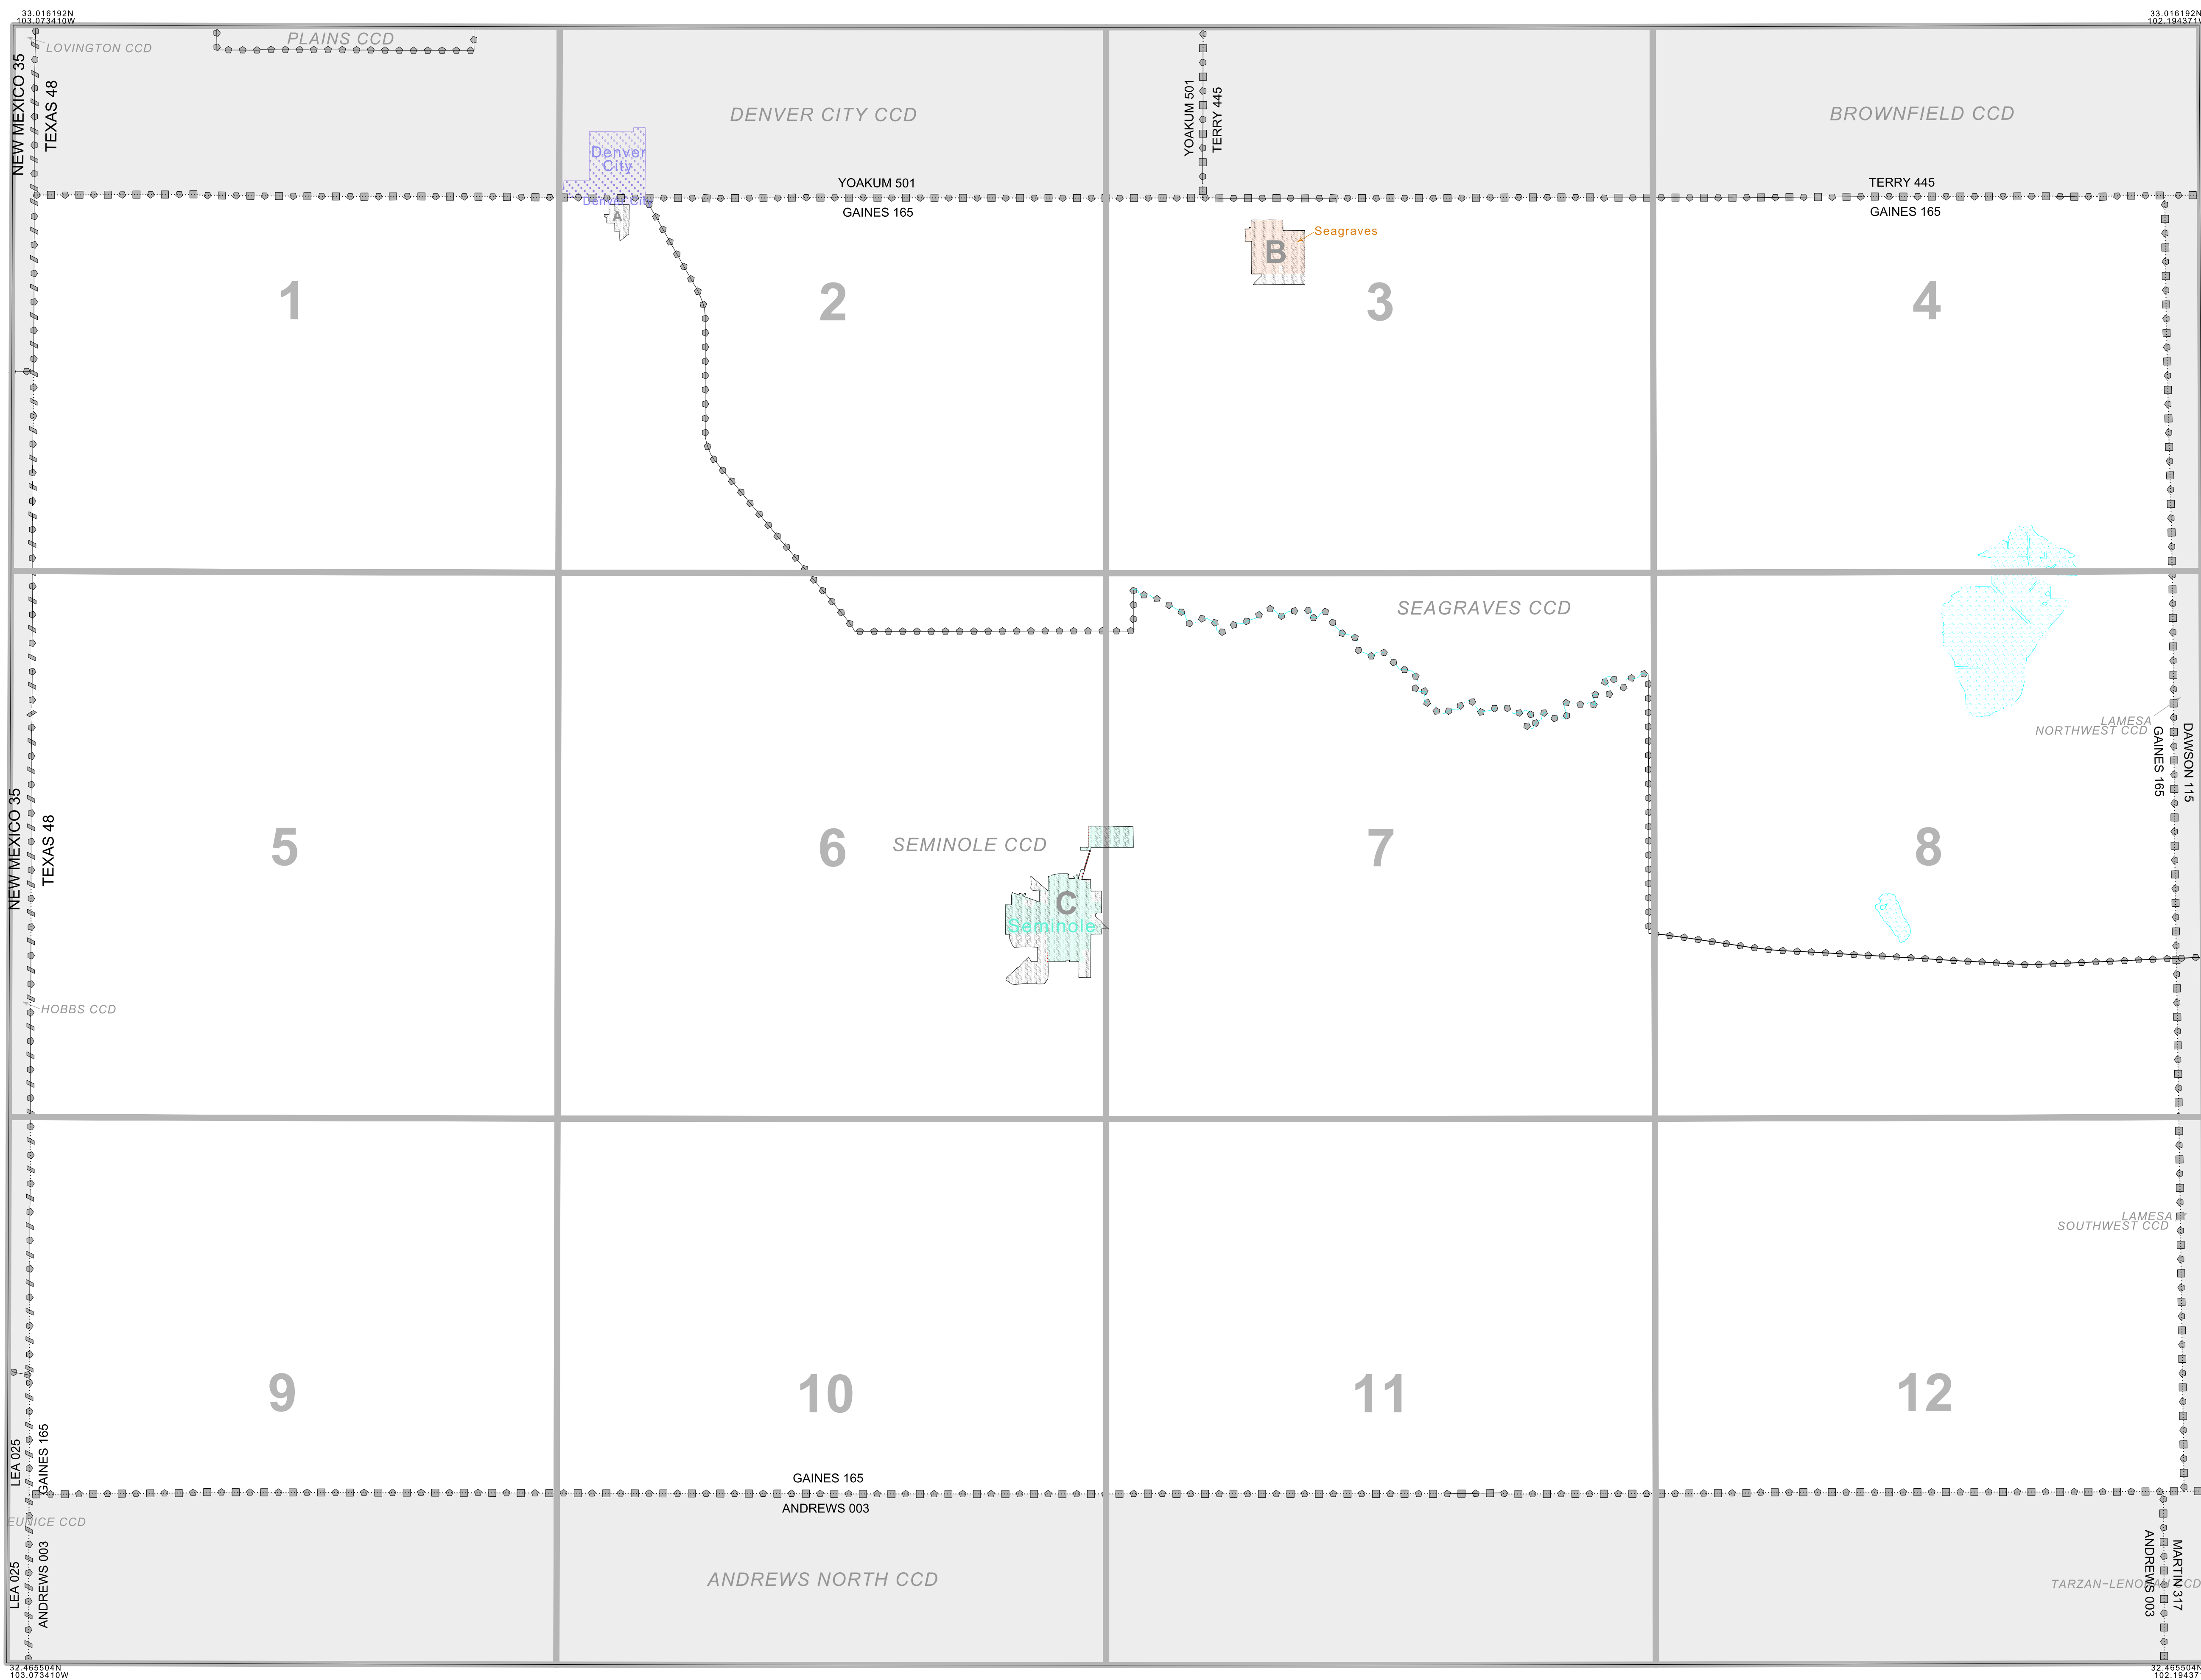 33.016192N
103.073410W
33.016192N
102.194371W
LOVINGTON CCD
PLAINS CCD
NEW MEXICO 35
TEXAS 48
DENVER CITY CCD
YOAKUM 501
TERRY 445
BROWNFIELD CCD
Denver
City
YOAKUM 501
GAINES 165
TERRY 445
GAINES 165
Denver City
A
B
Seagraves
1
2
3
4
SEAGRAVES CCD
LAMESA
NORTHWEST CCD
GAINES 165
DAWSON 115
NEW MEXICO 35
TEXAS 48
5
6
SEMINOLE CCD
7
8
C
Seminole
HOBBS CCD
LAMESA
SOUTHWEST CCD
9
10
11
12
LEA 025
GAINES 165
GAINES 165
ANDREWS 003
EUNICE CCD
LEA 025
ANDREWS 003
ANDREWS NORTH CCD
ANDREWS 003
MARTIN 317
32.465504N
103.073410W
32.465504N